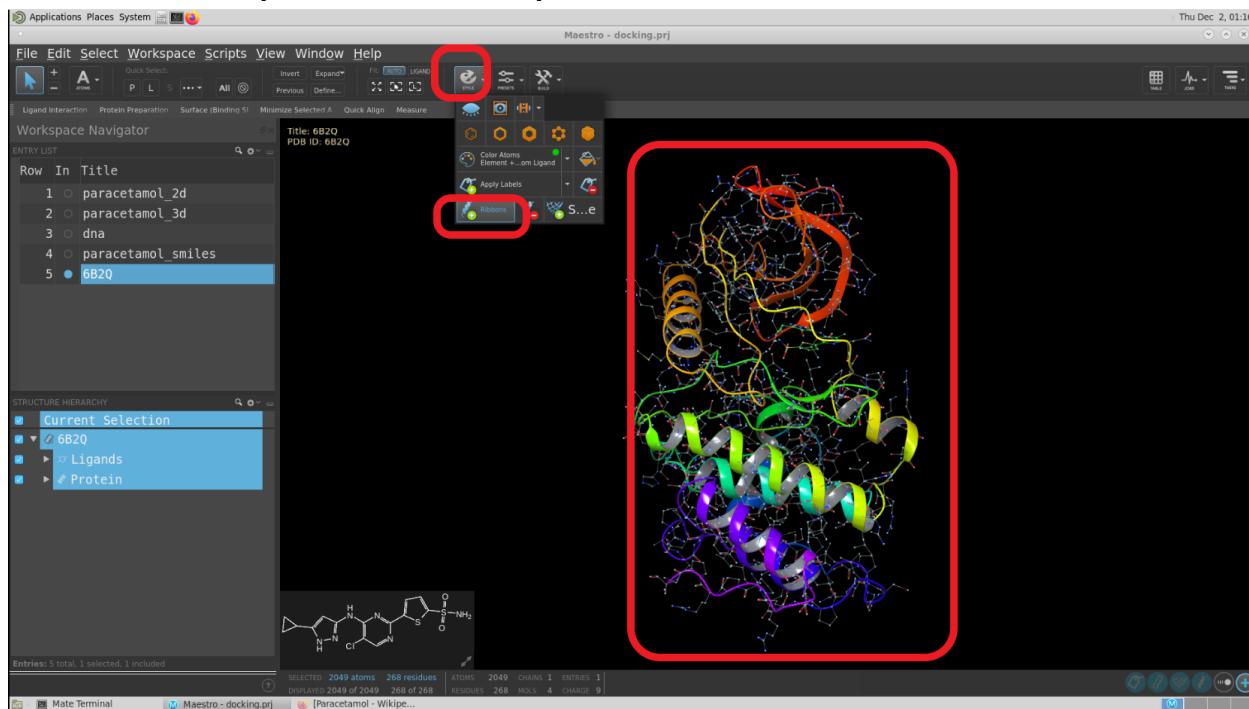 Applications Places System
Thu Dec 2, 01:16
Maestro - docking.prj
File Edit Select Workspace Scripts View Window Help
Quick Select:
Invert Expand
Fit: AUTO LIGAND
A
ATOMS
P L S All
Previous Define...
STYLE
PRESETS
BUILD
TABLE
JOBS
TASKS
Ligand Interaction Protein Preparation Surface (Binding Si Minimize Selected A Quick Align Measure
Workspace Navigator
ENTRY LIST
Row In Title
1 paracetamol_2d
2 paracetamol_3d
3 dna
4 paracetamol_smiles
5 6B2Q
Title: 6B2Q
PDB ID: 6B2Q
Color Atoms
Element +...om Ligand
Apply Labels
Ribbons
S...e
STRUCTURE HIERARCHY
Current Selection
6B2Q
Ligands
Protein
H
N
N
N
N
H
Cl
N
S
O
S
O
NH2
Entries: 5 total, 1 selected, 1 included
SELECTED 2049 atoms 268 residues ATOMS 2049 CHAINS 1 ENTRIES 1
DISPLAYED 2049 of 2049 268 of 268 RESIDUES 268 MOLS 4 CHARGE 9
Mate Terminal
Maestro - docking.prj
[Paracetamol - Wikipe...